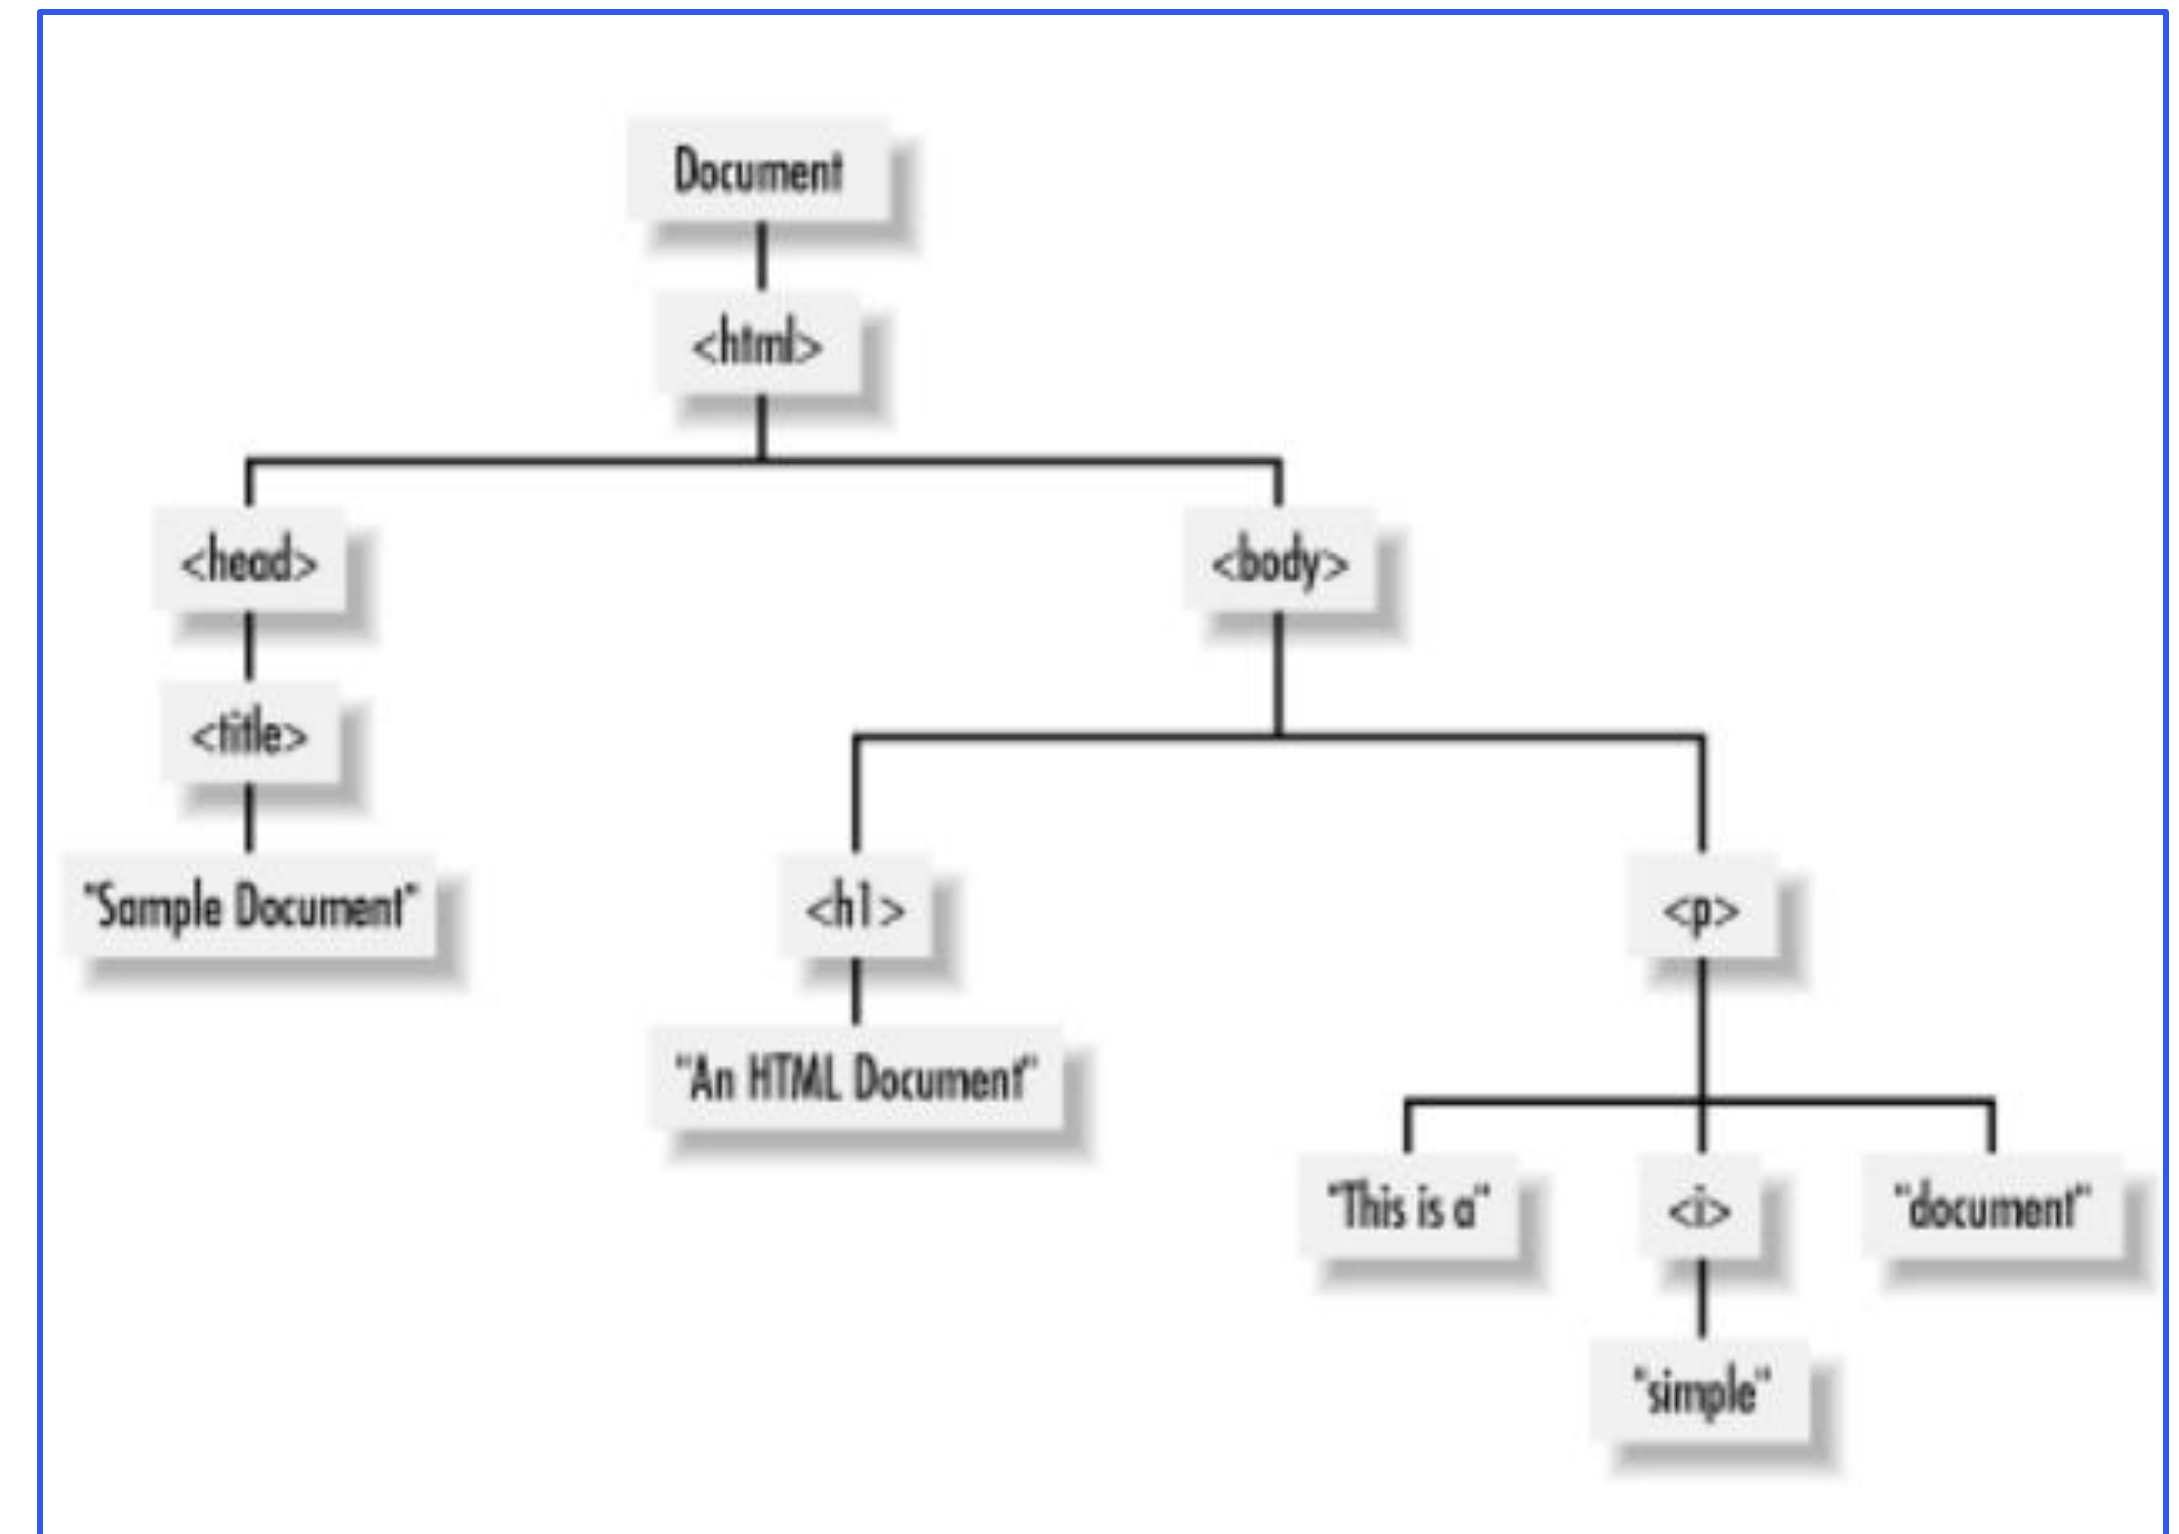 Document
<html>
<head> <body>
<title>
"Sample Document" <h1> <p>
"An HTML Document"
"This is a" <i> "document"
"simple"